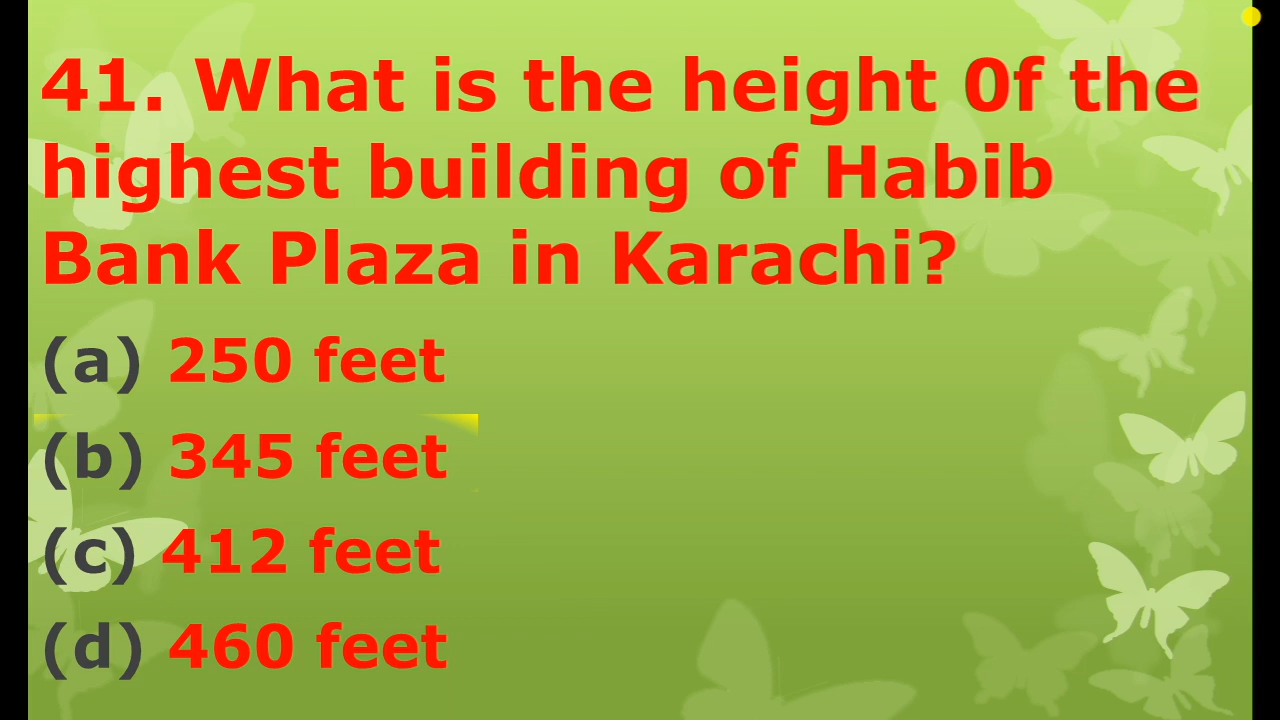 41. What is the height 0f the
highest building of Habib
Bank Plaza in Karachi?
(a) 250 feet
(b) 345 feet
(c) 412 feet
(d) 460 feet